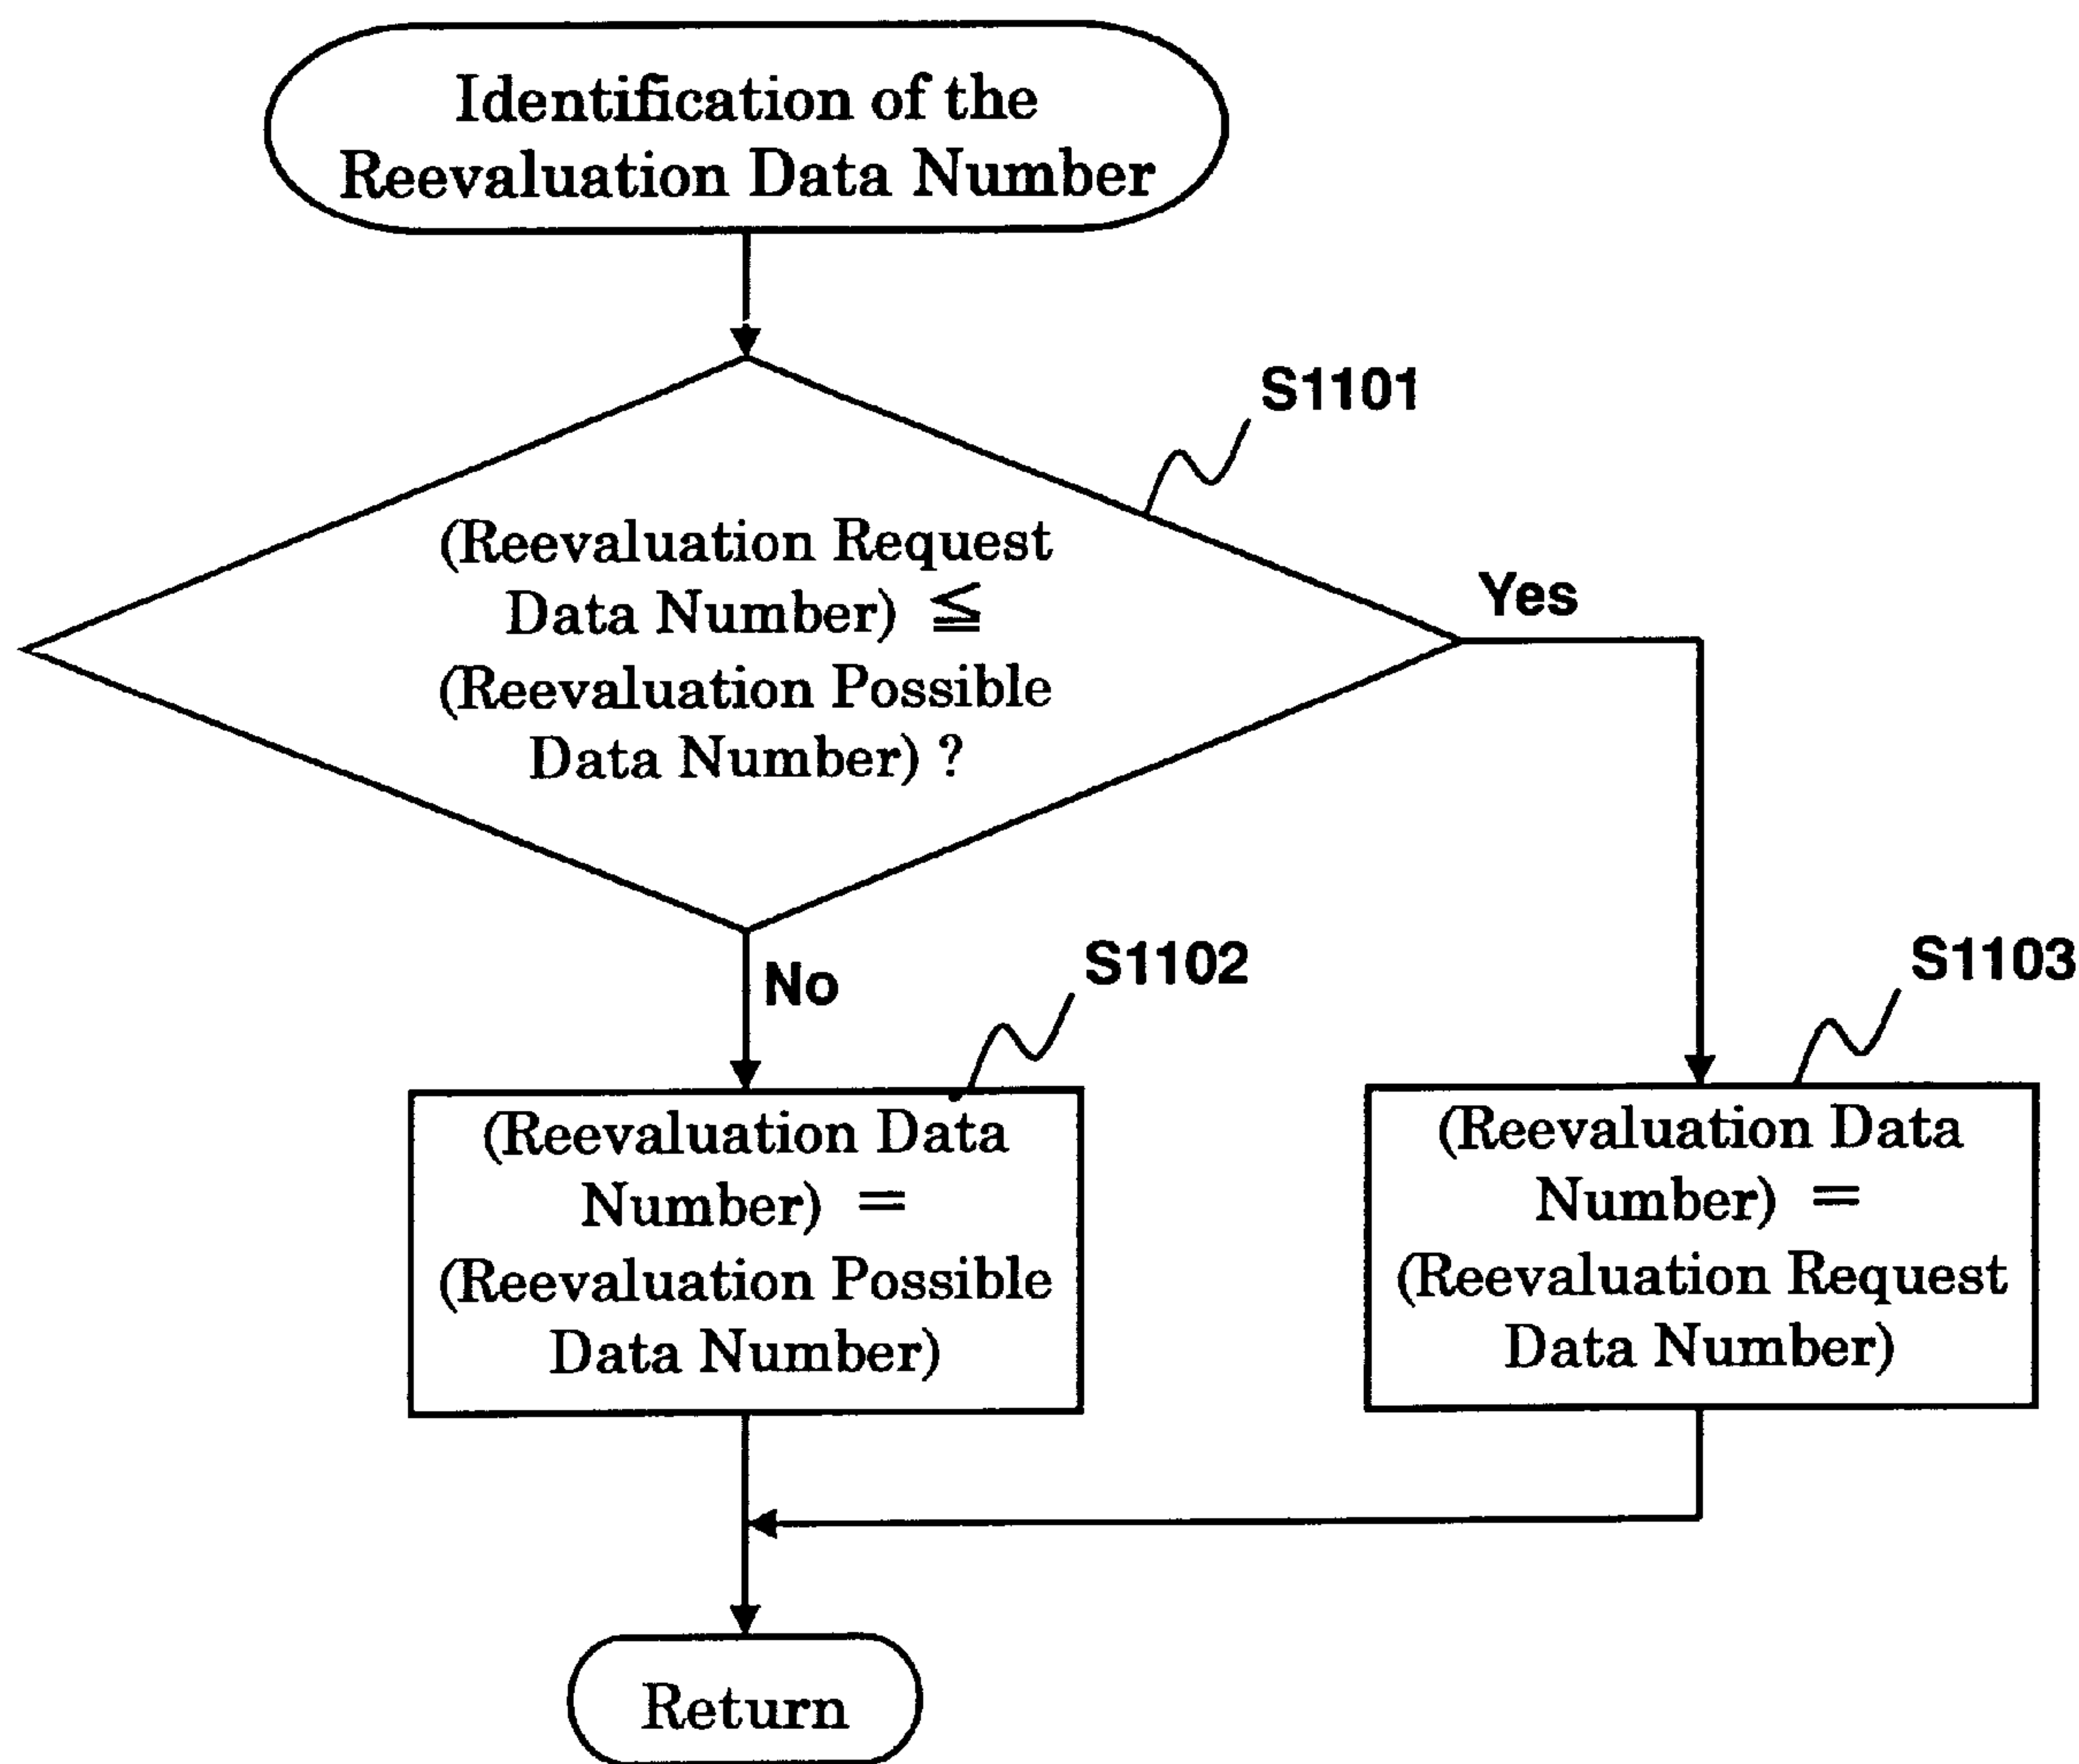 Identification of the
Reevaluation Data Number
S1101
(Reevaluation Request
Data Number) ≦
(Reevaluation Possible
Data Number) ?
Yes
No
S1102
S1103
(Reevaluation Data
Number) =
(Reevaluation Possible
Data Number)
(Reevaluation Data
Number) =
(Reevaluation Request
Data Number)
Return